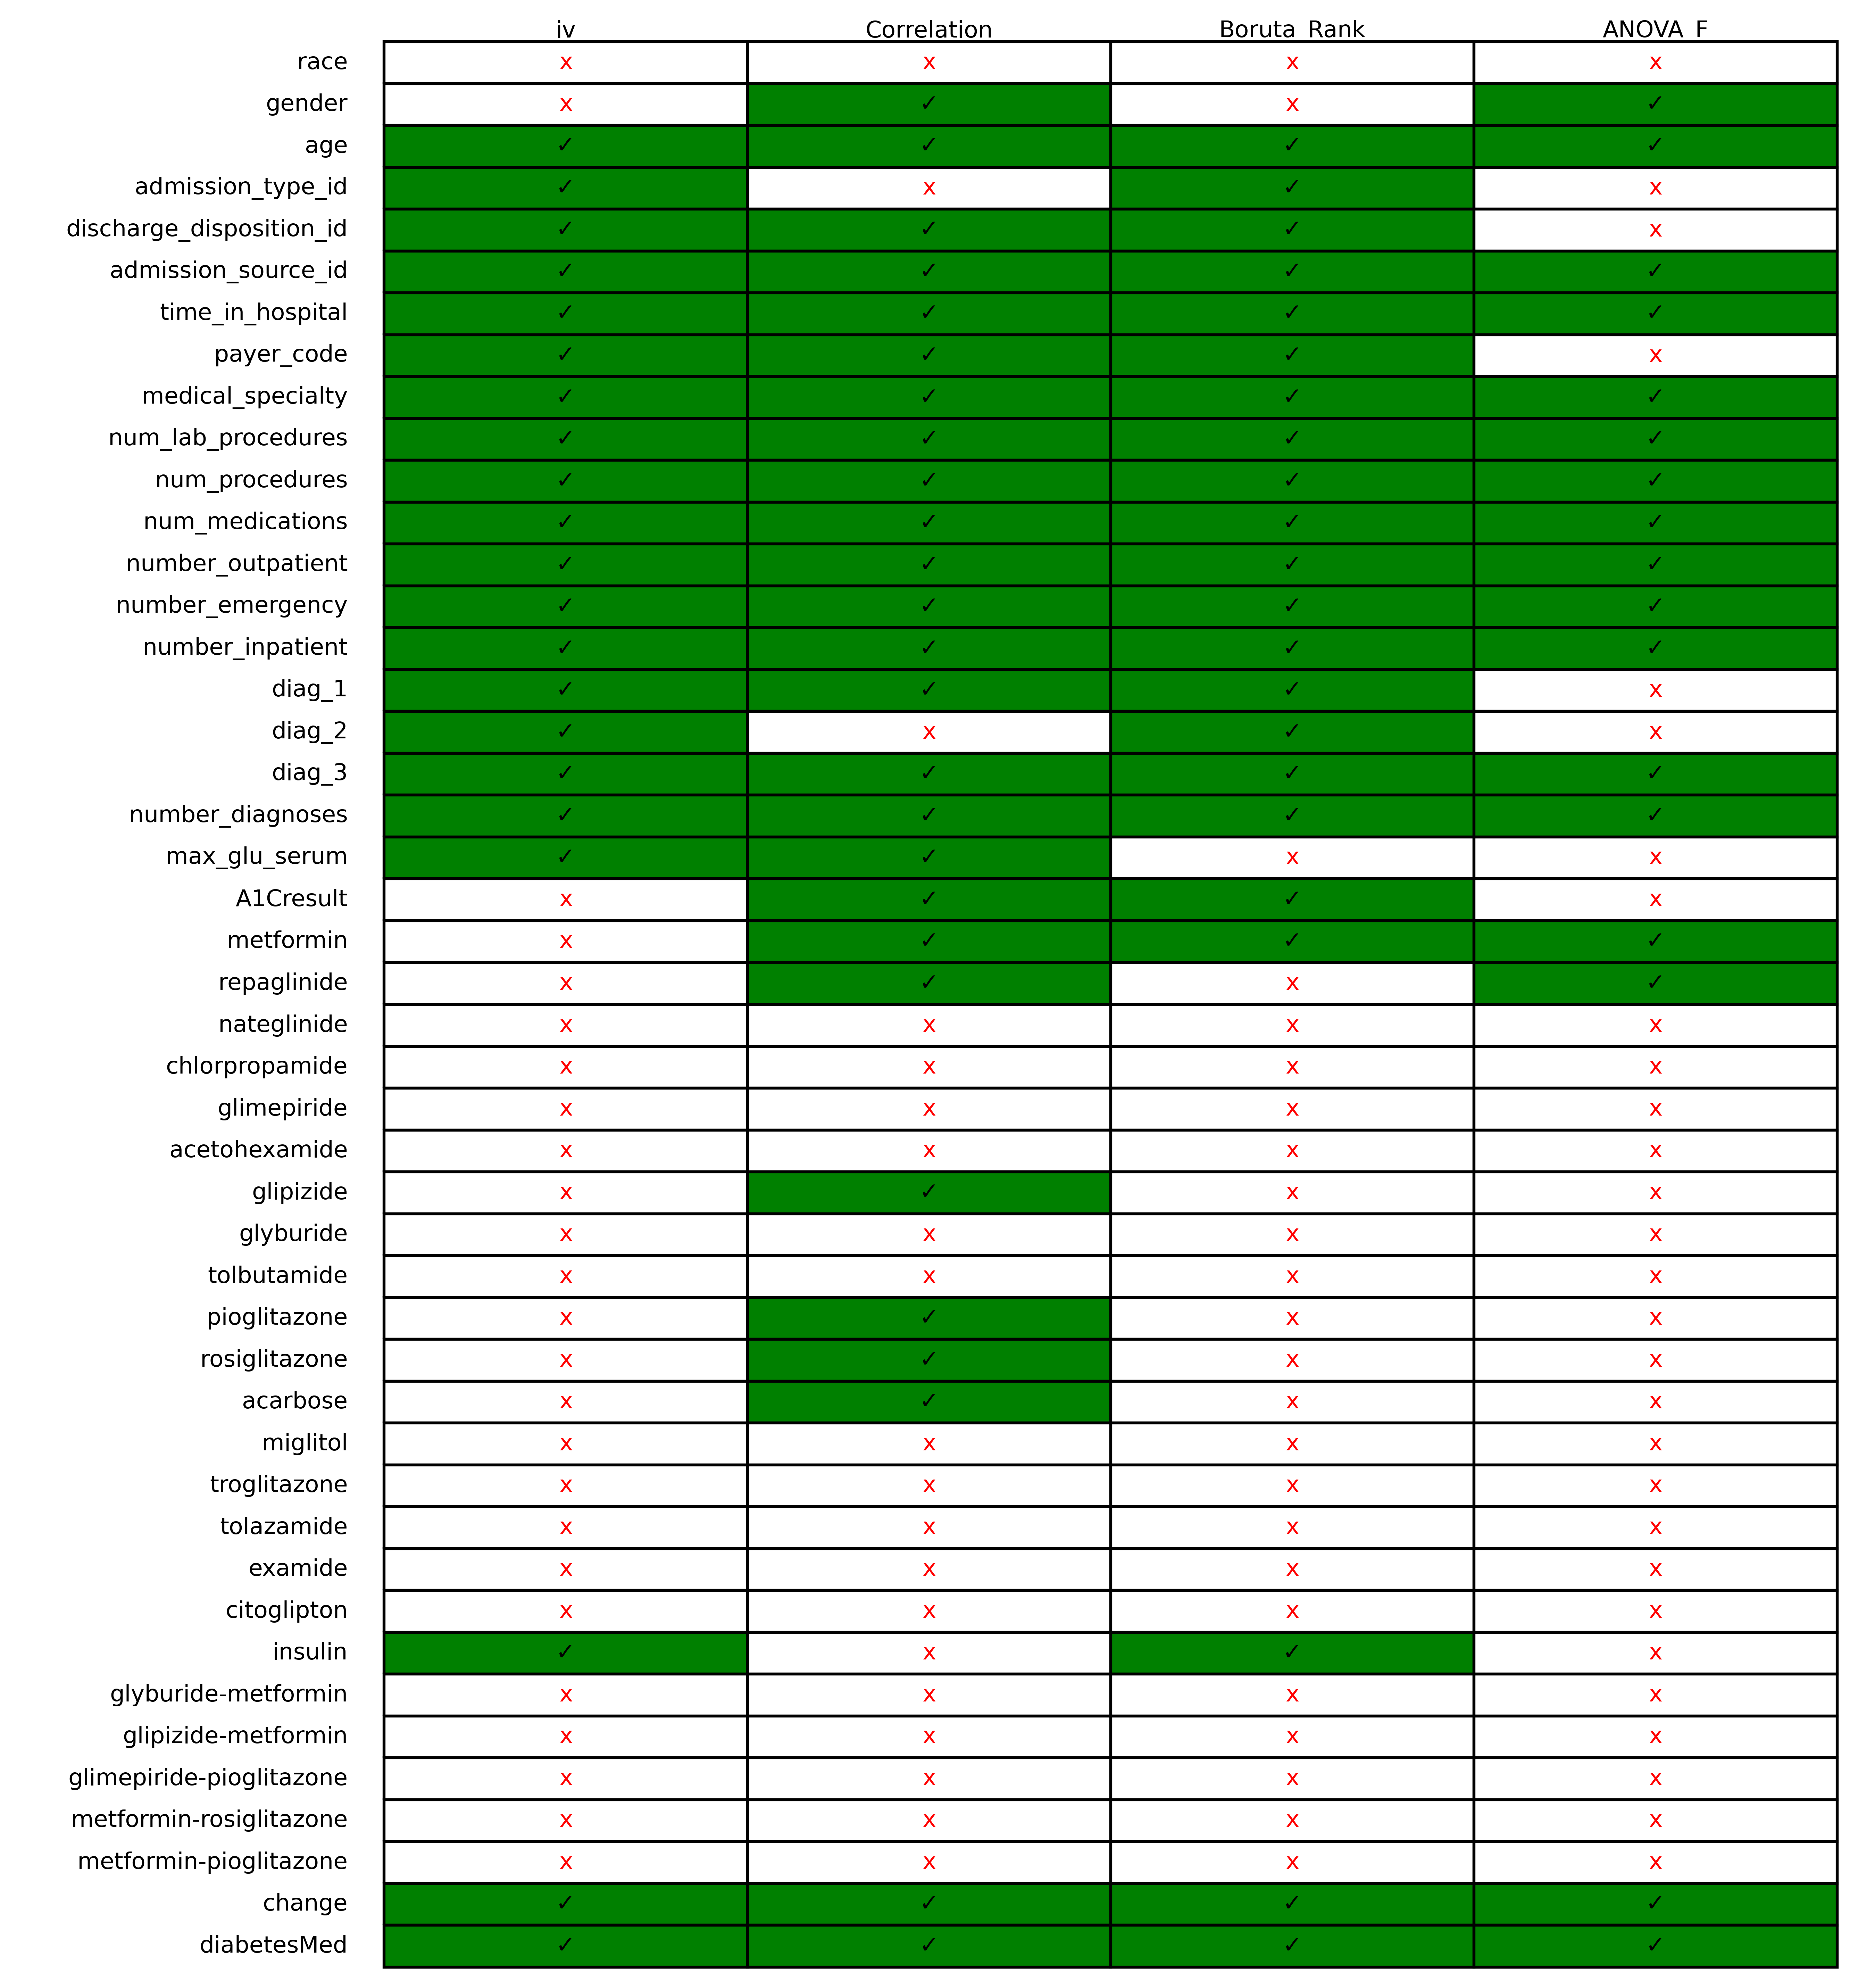 iv Correlation Boruta_Rank ANOVA_F
race x x x x
gender x ✓ x ✓
age ✓ ✓ ✓ ✓
admission_type_id ✓ x ✓ x
discharge_disposition_id ✓ ✓ ✓ x
admission_source_id ✓ ✓ ✓ ✓
time_in_hospital ✓ ✓ ✓ ✓
payer_code ✓ ✓ ✓ x
medical_specialty ✓ ✓ ✓ ✓
num_lab_procedures ✓ ✓ ✓ ✓
num_procedures ✓ ✓ ✓ ✓
num_medications ✓ ✓ ✓ ✓
number_outpatient ✓ ✓ ✓ ✓
number_emergency ✓ ✓ ✓ ✓
number_inpatient ✓ ✓ ✓ ✓
diag_1 ✓ ✓ ✓ x
diag_2 ✓ x ✓ x
diag_3 ✓ ✓ ✓ ✓
number_diagnoses ✓ ✓ ✓ ✓
max_glu_serum ✓ ✓ x x
A1Cresult x ✓ ✓ x
metformin x ✓ ✓ ✓
repaglinide x ✓ x ✓
nateglinide x x x x
chlorpropamide x x x x
glimepiride x x x x
acetohexamide x x x x
glipizide x ✓ x x
glyburide x x x x
tolbutamide x x x x
pioglitazone x ✓ x x
rosiglitazone x ✓ x x
acarbose x ✓ x x
miglitol x x x x
troglitazone x x x x
tolazamide x x x x
examide x x x x
citoglipton x x x x
insulin ✓ x ✓ x
glyburide-metformin x x x x
glipizide-metformin x x x x
glimepiride-pioglitazone x x x x
metformin-rosiglitazone x x x x
metformin-pioglitazone x x x x
change ✓ ✓ ✓ ✓
diabetesMed ✓ ✓ ✓ ✓